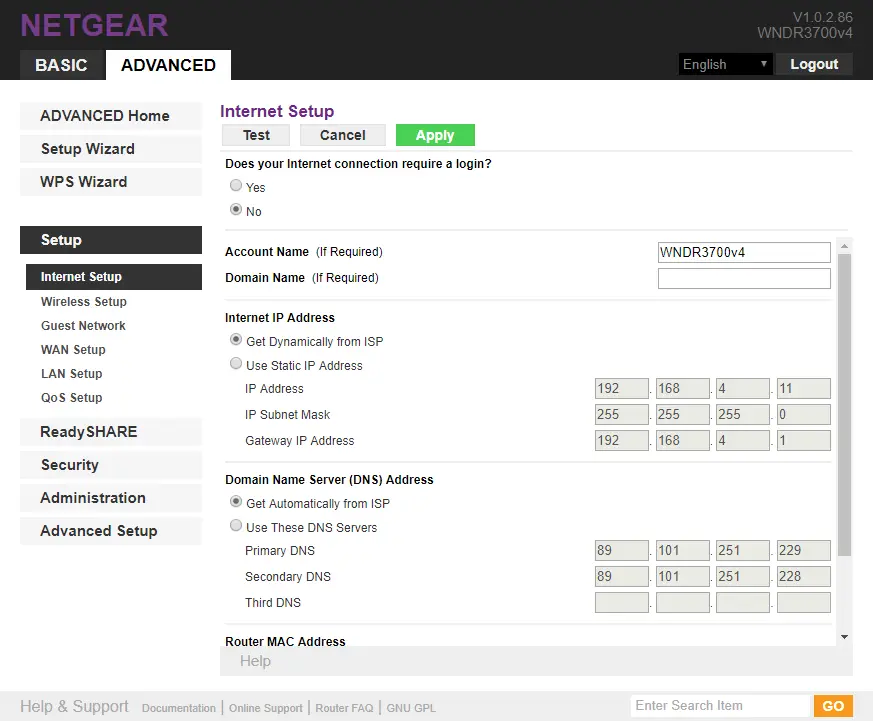 NETGEAR
V1.0.2.86
WNDR3700v4
BASIC
ADVANCED
English
Logout
ADVANCED Home
Setup Wizard
WPS Wizard
Setup
Internet Setup
Wireless Setup
Guest Network
WAN Setup
LAN Setup
QoS Setup
ReadySHARE
Security
Administration
Advanced Setup
Internet Setup
Test Cancel Apply
Does your Internet connection require a login?
Yes
No
Account Name (If Required) WNDR3700v4
Domain Name (If Required)
Internet IP Address
Get Dynamically from ISP
Use Static IP Address
IP Address 192 . 168 . 4 . 11
IP Subnet Mask 255 . 255 . 255 . 0
Gateway IP Address 192 . 168 . 4 . 1
Domain Name Server (DNS) Address
Get Automatically from ISP
Use These DNS Servers
Primary DNS 89 . 101 . 251 . 229
Secondary DNS 89 . 101 . 251 . 228
Third DNS . . .
Router MAC Address
Help
Help & Support Documentation | Online Support | Router FAQ | GNU GPL
Enter Search Item GO